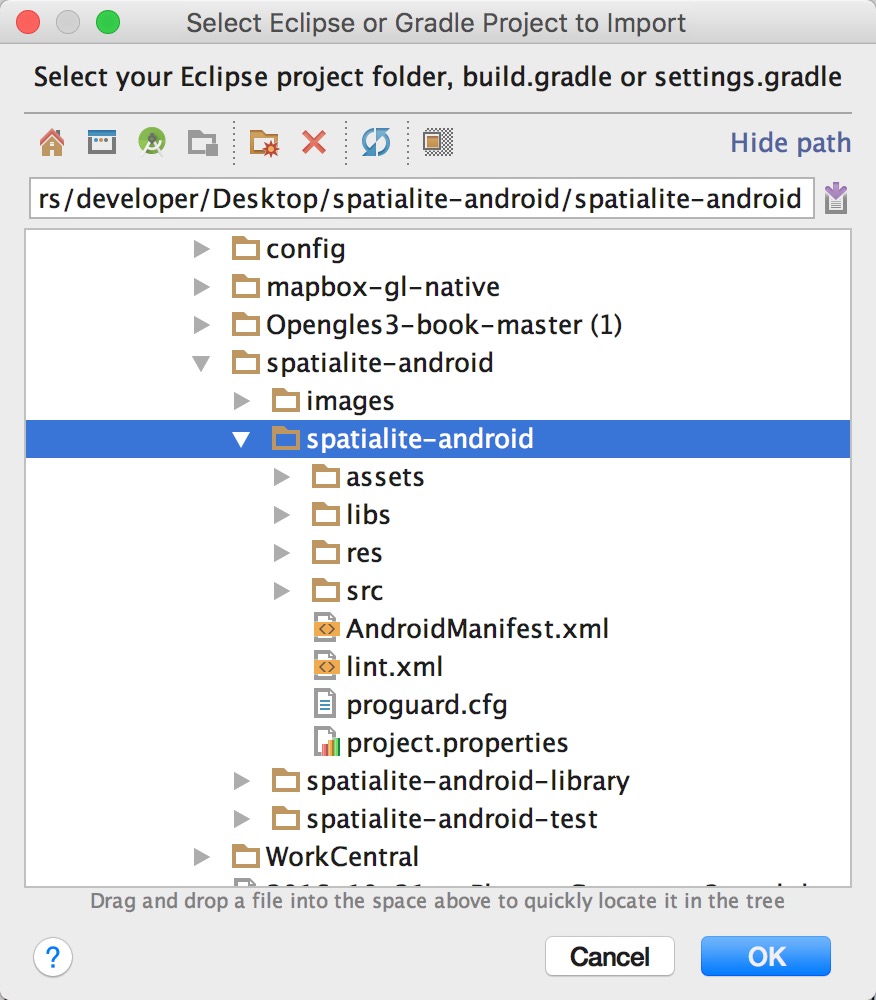 Select Eclipse or Gradle Project to Import
Select your Eclipse project folder, build.gradle or settings.gradle
Hide path
rs/developer/Desktop/spatialite-android/spatialite-android
config
mapbox-gl-native
Opengles3-book-master (1)
spatialite-android
images
spatialite-android
assets
libs
res
src
AndroidManifest.xml
lint.xml
proguard.cfg
project.properties
spatialite-android-library
spatialite-android-test
WorkCentral
Drag and drop a file into the space above to quickly locate it in the tree
?
Cancel
OK